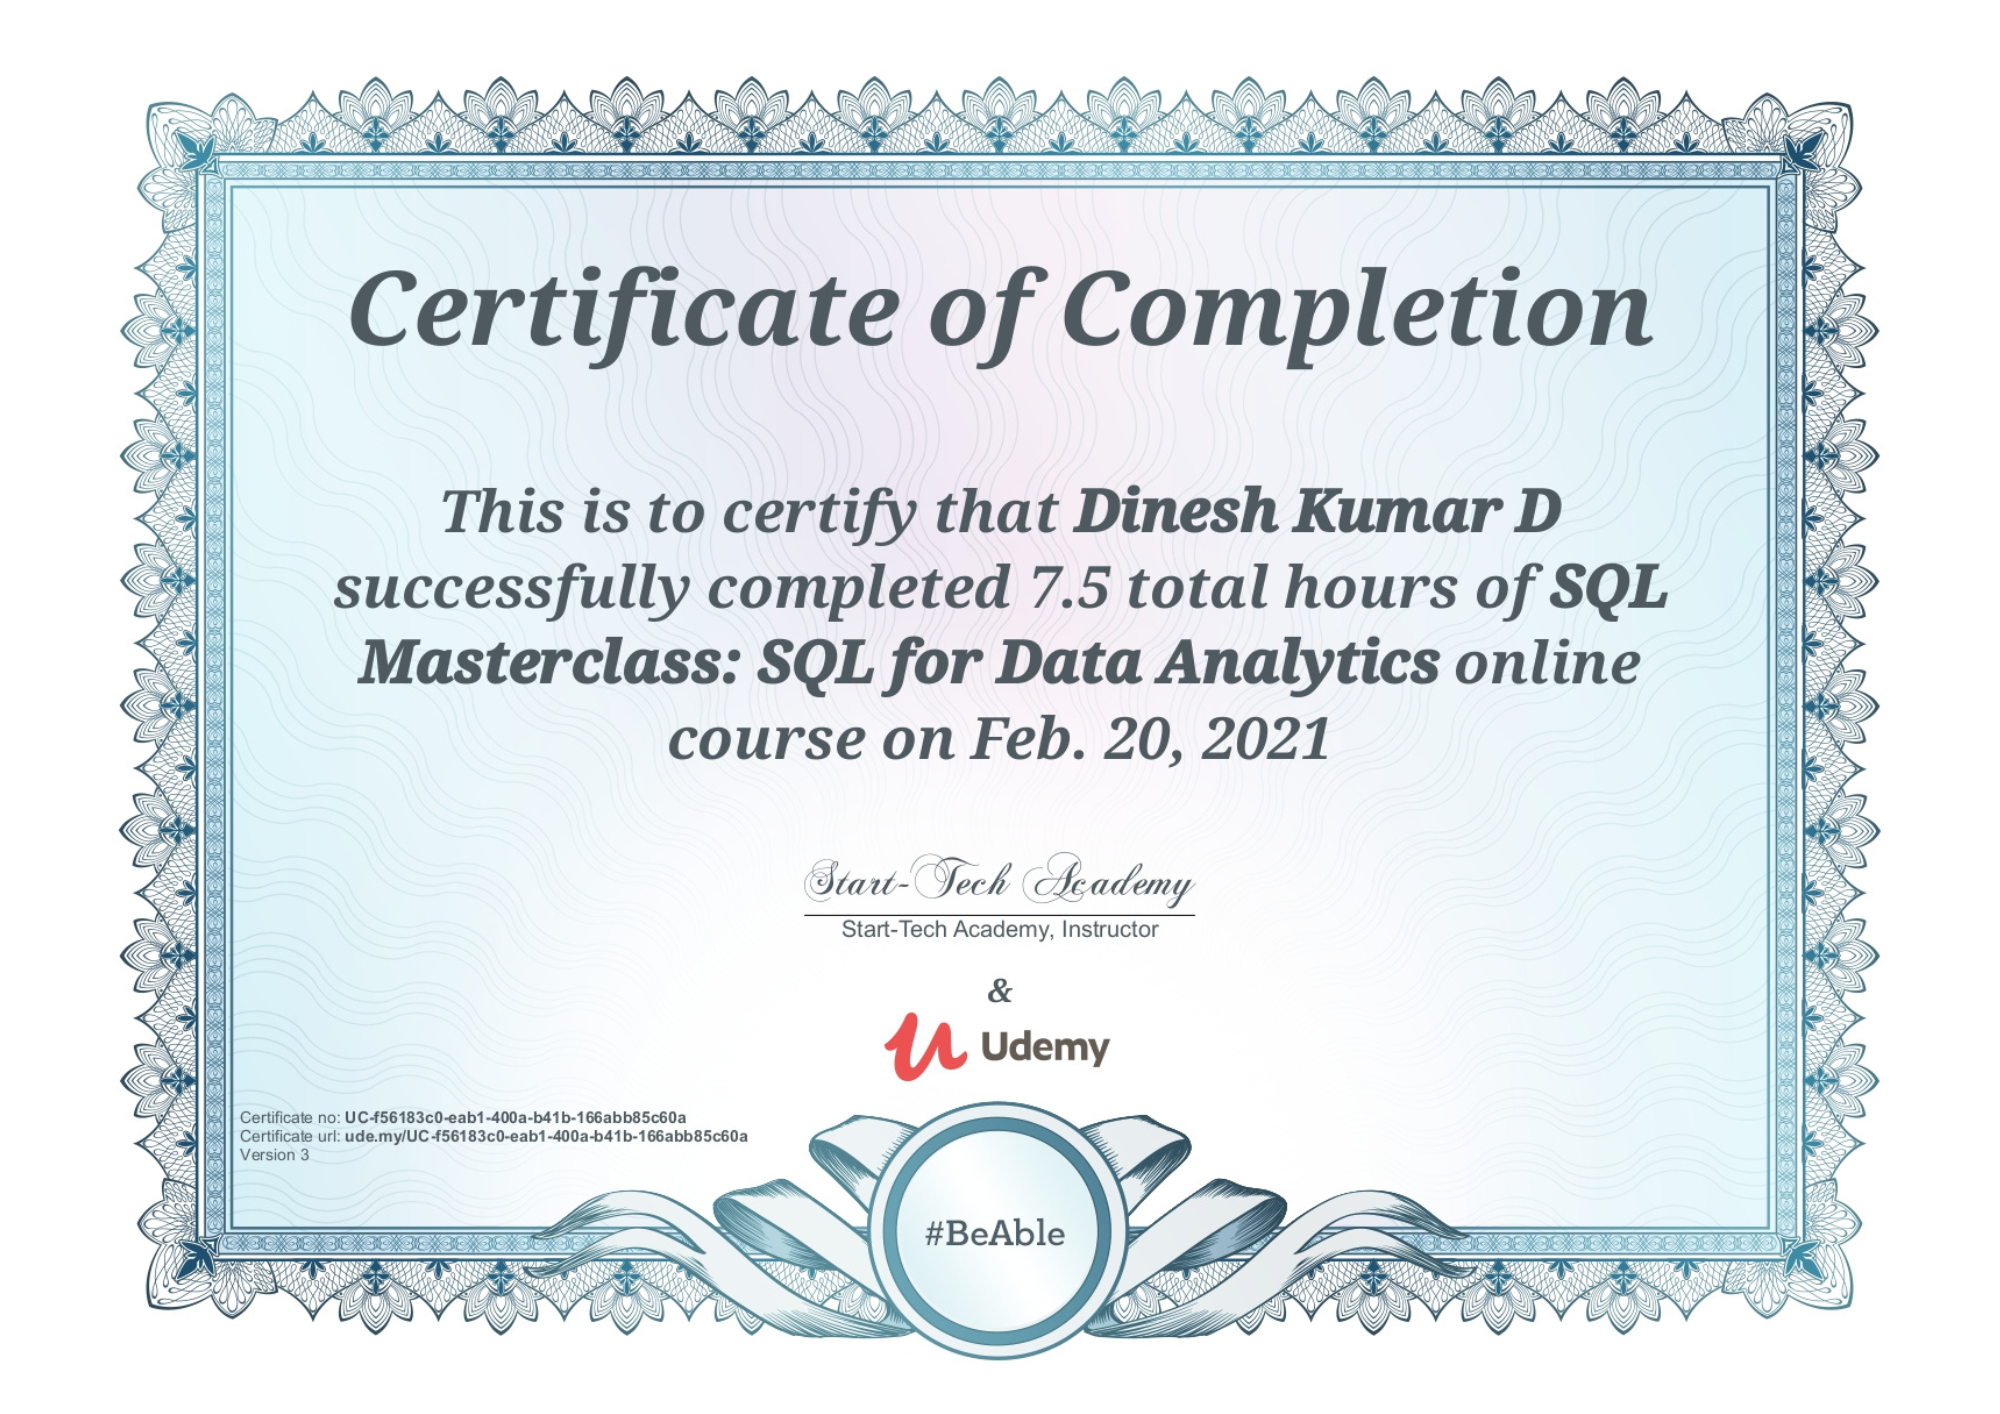 Certificate of Completion
This is to certify that Dinesh Kumar D
successfully completed 7.5 total hours of SQL
Masterclass: SQL for Data Analytics online
course on Feb. 20, 2021
Start-Tech Academy
Start-Tech Academy, Instructor
&
Udemy
Certificate no: UC-f56183c0-eab1-400a-b41b-166abb85c60a
Certificate url: ude.my/UC-f56183c0-eab1-400a-b41b-166abb85c60a
Version 3
#BeAble